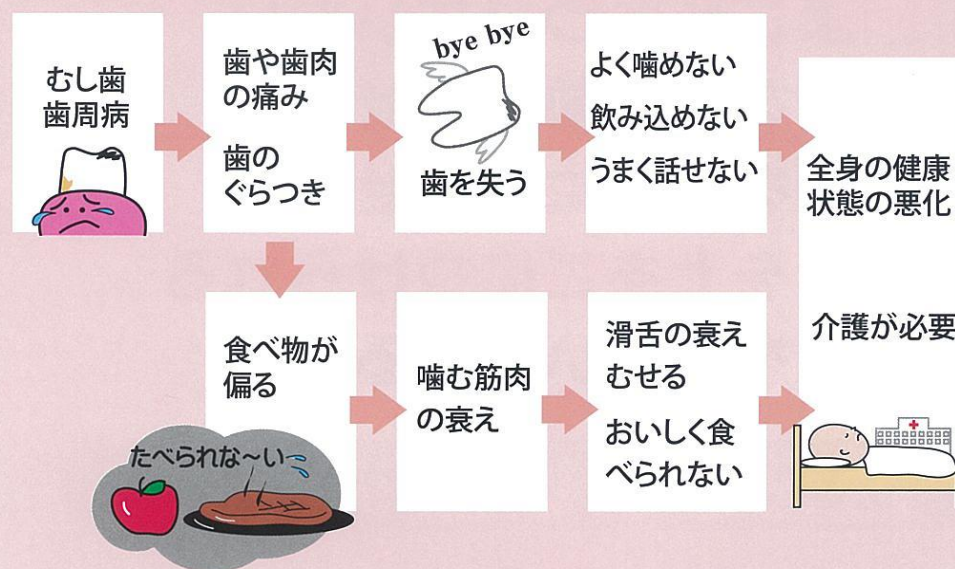 むし歯
歯周病
歯や歯肉
の痛み
歯の
ぐらつき
bye bye
歯を失う
よく噛めない
飲み込めない
うまく話せない
全身の健康
状態の悪化
介護が必要
食べ物が
偏る
たべられな〜い
噛む筋肉
の衰え
滑舌の衰え
むせる
おいしく食
べられない